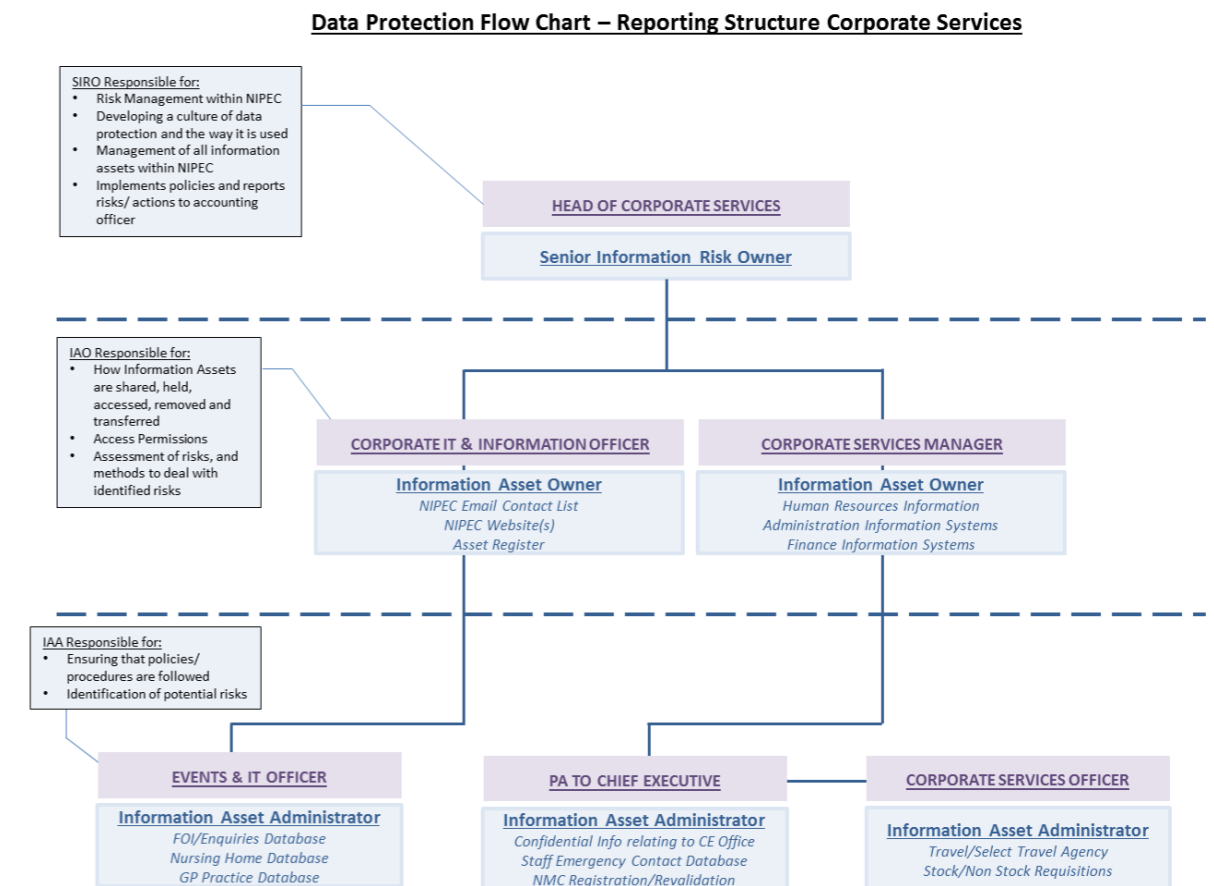 Data Protection Flow Chart – Reporting Structure Corporate Services
SIRO Responsible for:
• Risk Management within NIPEC
• Developing a culture of data
protection and the way it is used
• Management of all information
assets within NIPEC
• Implements policies and reports
risks/ actions to accounting
officer
HEAD OF CORPORATE SERVICES
Senior Information Risk Owner
IAO Responsible for:
• How Information Assets
are shared, held,
accessed, removed and
transferred
• Access Permissions
• Assessment of risks, and
methods to deal with
identified risks
CORPORATE IT & INFORMATION OFFICER
Information Asset Owner
NIPEC Email Contact List
NIPEC Website(s)
Asset Register
CORPORATE SERVICES MANAGER
Information Asset Owner
Human Resources Information
Administration Information Systems
Finance Information Systems
IAA Responsible for:
• Ensuring that policies/
procedures are followed
• Identification of potential risks
EVENTS & IT OFFICER
Information Asset Administrator
FOI/Enquiries Database
Nursing Home Database
GP Practice Database
PA TO CHIEF EXECUTIVE
Information Asset Administrator
Confidential Info relating to CE Office
Staff Emergency Contact Database
NMC Registration/Revalidation
CORPORATE SERVICES OFFICER
Information Asset Administrator
Travel/Select Travel Agency
Stock/Non Stock Requisitions